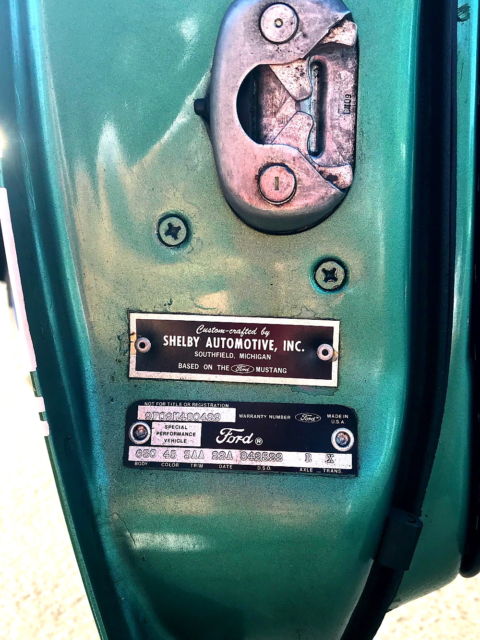 Custom-crafted by
SHELBY AUTOMOTIVE, INC.
SOUTHFIELD, MICHIGAN
BASED ON THE Ford MUSTANG
NOT FOR TITLE OR REGISTRATION
WARRANTY NUMBER Ford MADE IN U.S.A.
SPECIAL
PERFORMANCE
VEHICLE
Ford ®
BODY COLOR TRIM DATE D.S.O. AXLE TRANS.